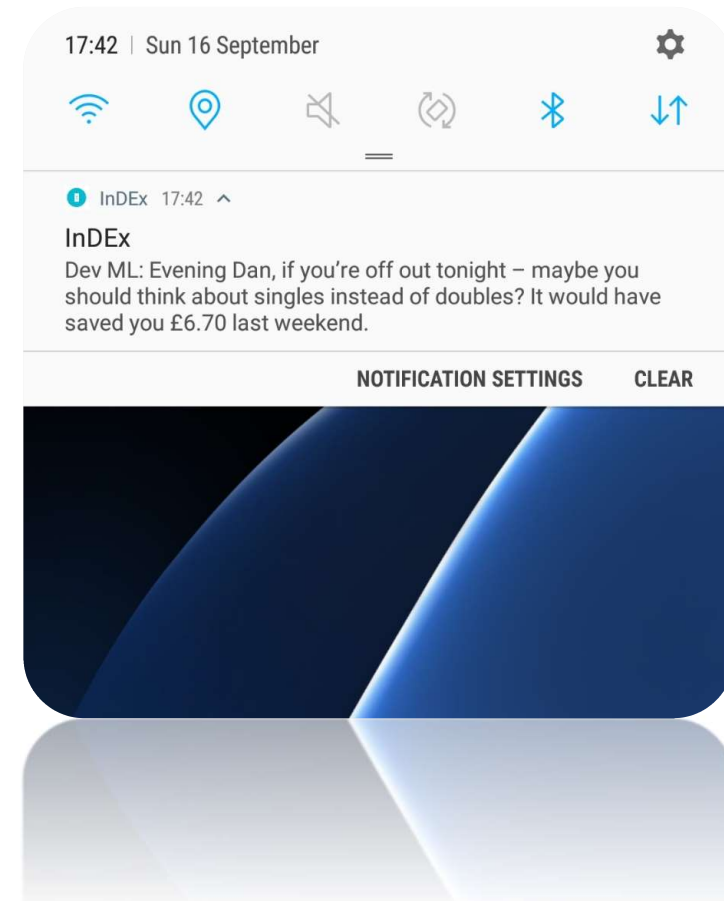 17:42 | Sun 16 September
InDEx 17:42
InDEx
Dev ML: Evening Dan, if you’re off out tonight – maybe you
should think about singles instead of doubles? It would have
saved you £6.70 last weekend.
NOTIFICATION SETTINGS CLEAR